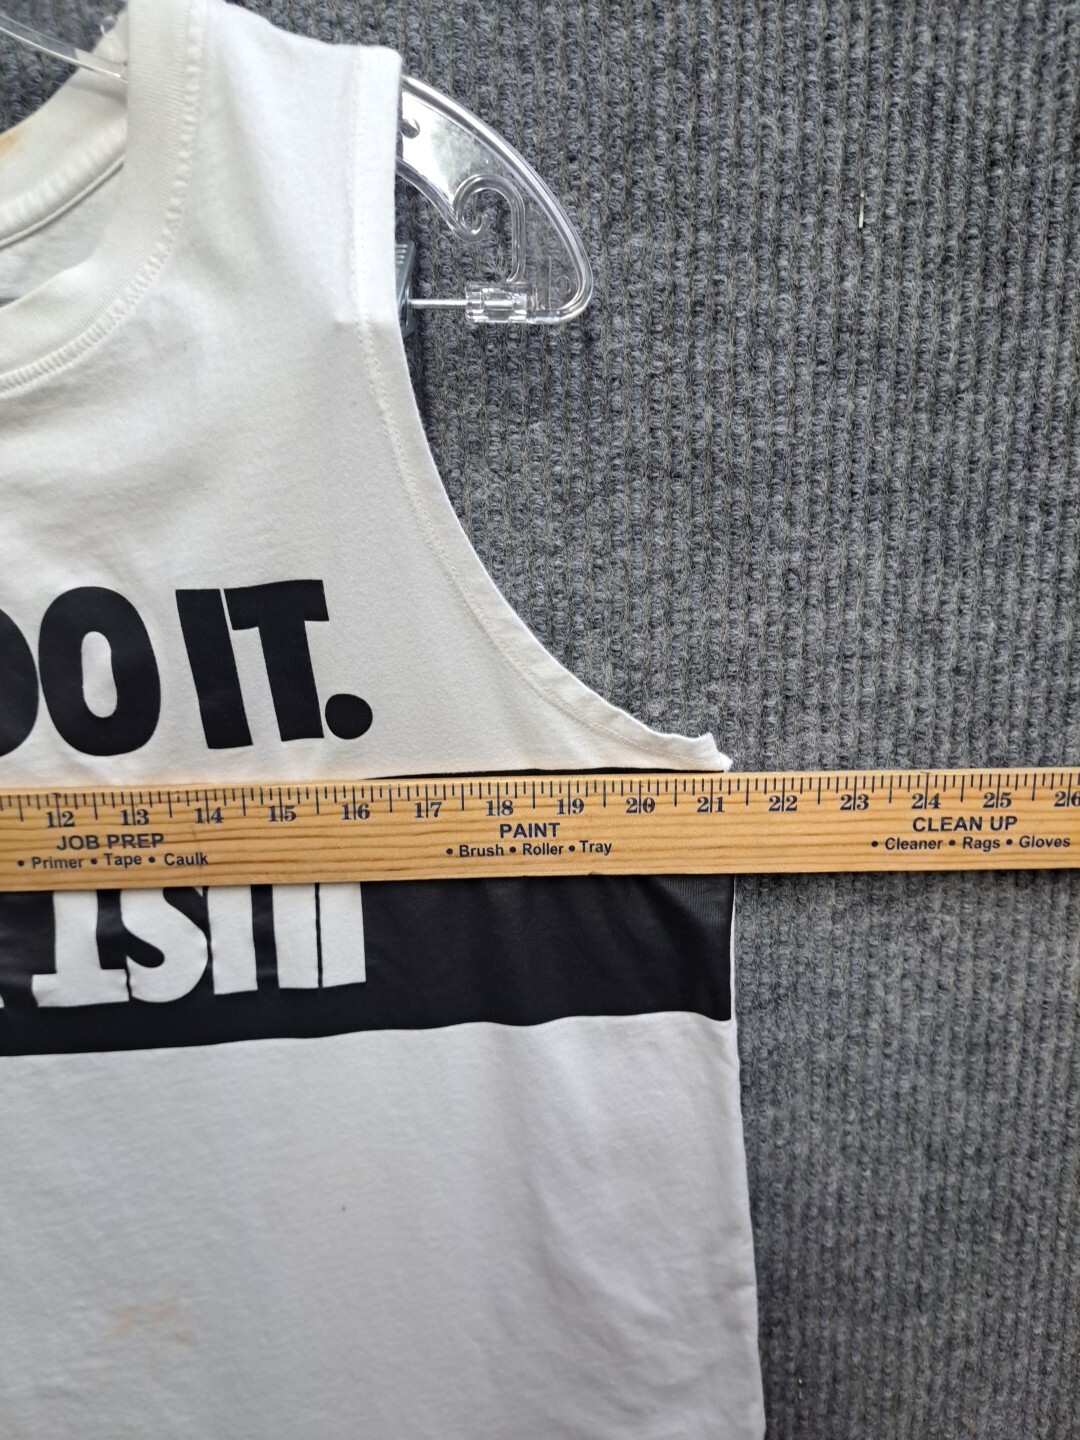 DO IT.
12 13 14 15 16 17 18 19 20 21 22 23 24 25 26
JOB PREP PAINT CLEAN UP
• Primer • Tape • Caulk • Brush • Roller • Tray • Cleaner • Rags • Gloves